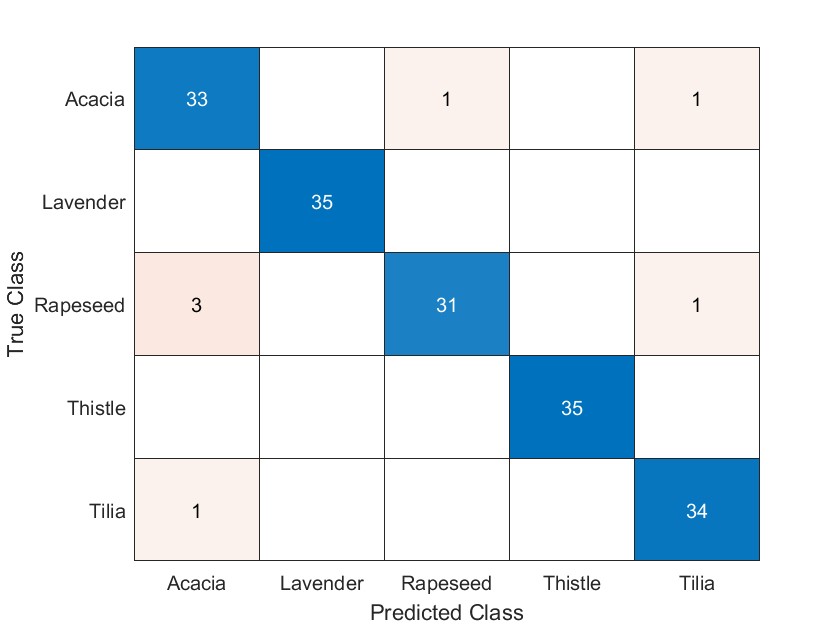 True Class
Acacia 33 1 1
Lavender 35
Rapeseed 3 31 1
Thistle 35
Tilia 1 34
Acacia Lavender Rapeseed Thistle Tilia
Predicted Class